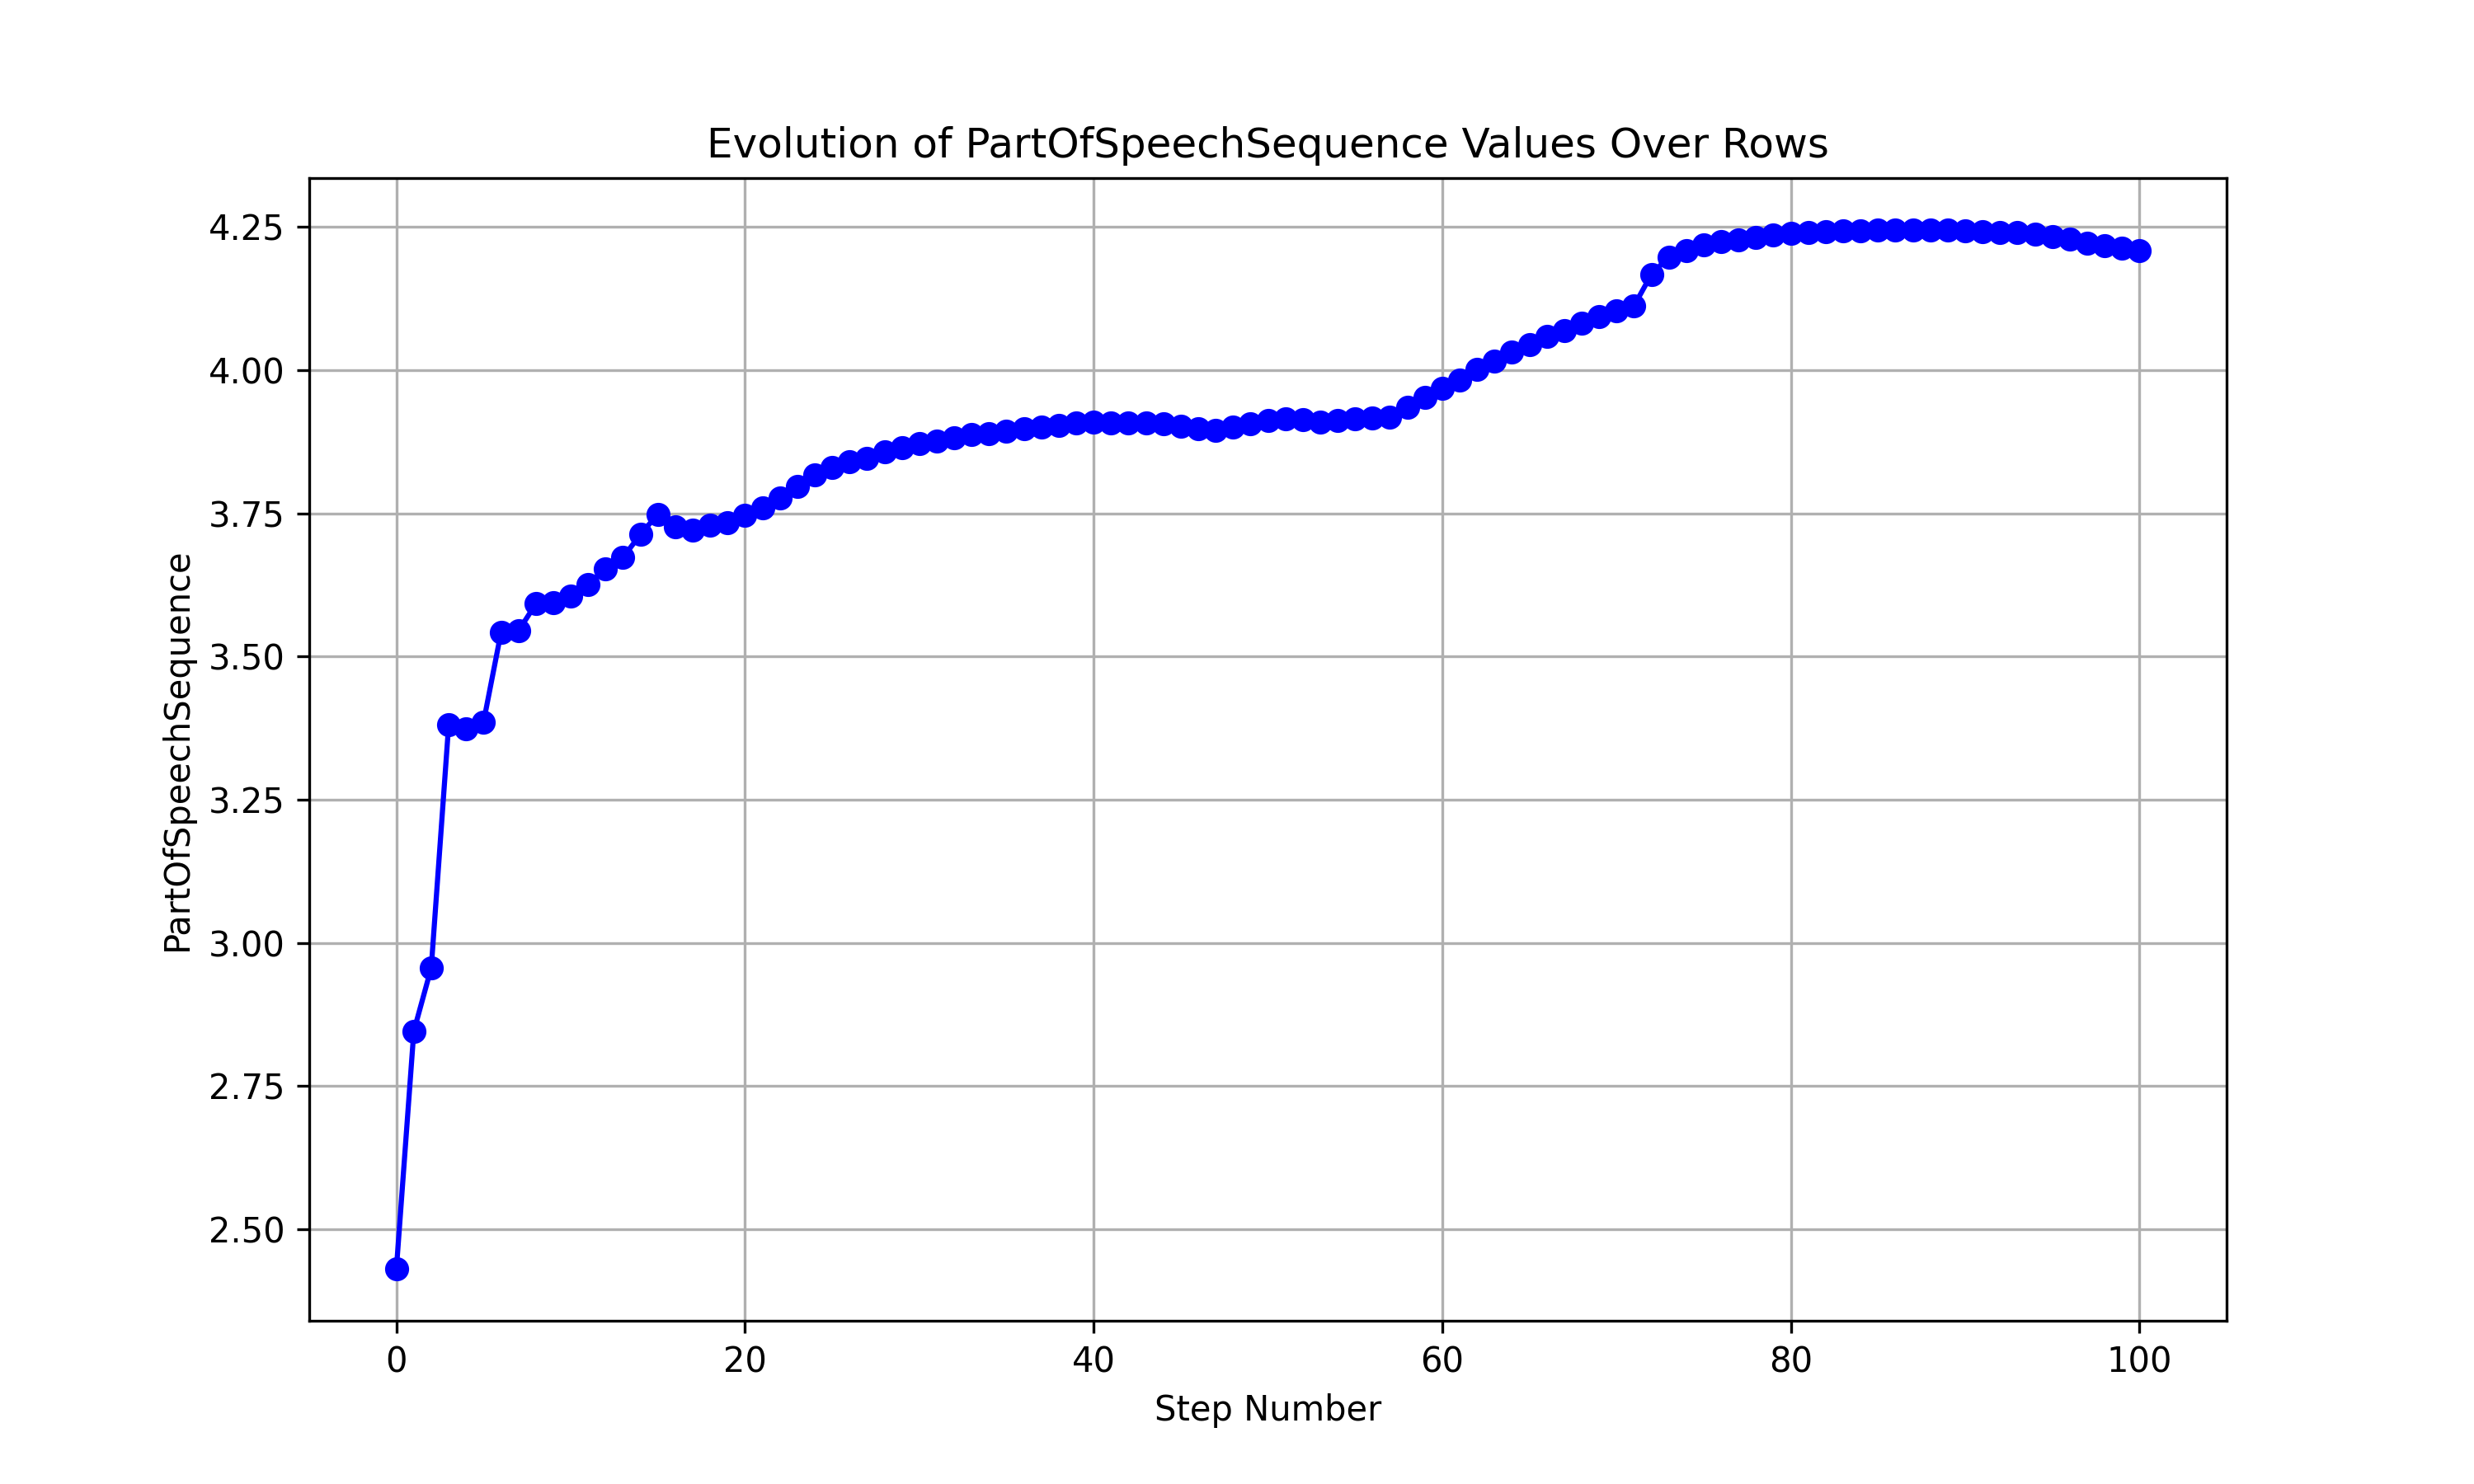 Evolution of PartOfSpeechSequence Values Over Rows
PartOfSpeechSequence
4.25
4.00
3.75
3.50
3.25
3.00
2.75
2.50
0 20 40 60 80 100
Step Number